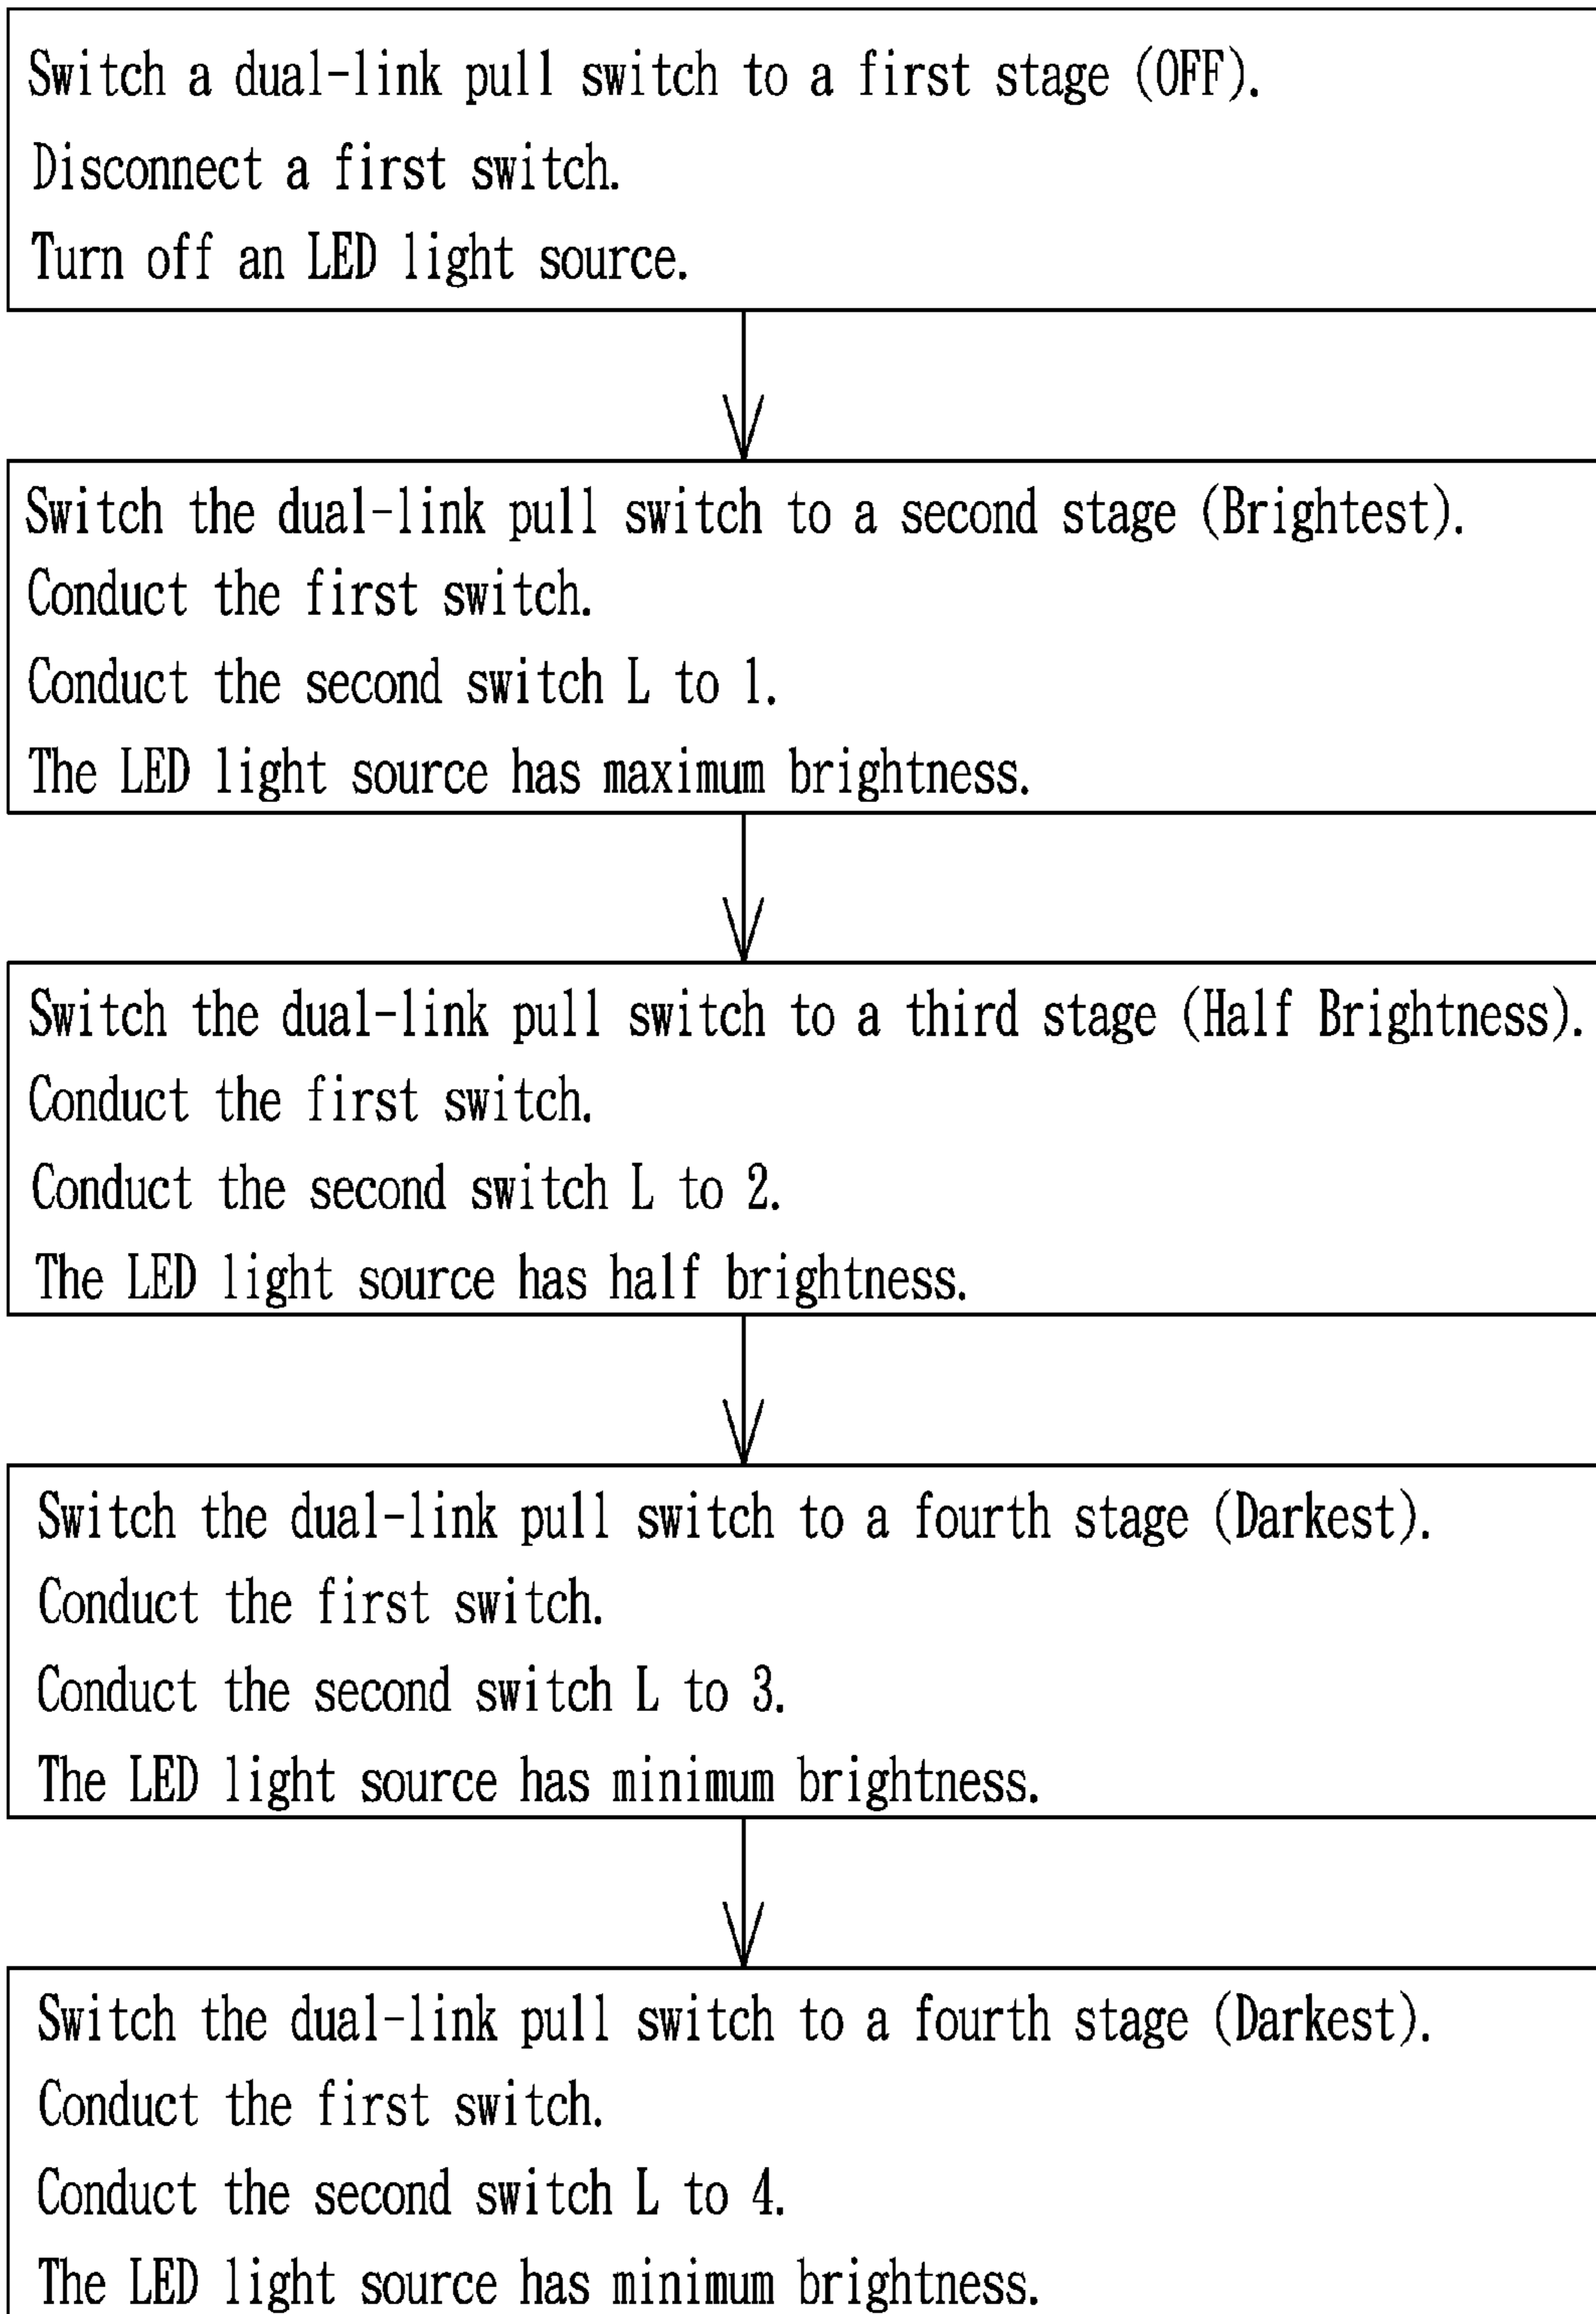 Switch a dual-link pull switch to a first stage (OFF).
Disconnect a first switch.
Turn off an LED light source.
Switch the dual-link pull switch to a second stage (Brightest).
Conduct the first switch.
Conduct the second switch L to 1.
The LED light source has maximum brightness.
Switch the dual-link pull switch to a third stage (Half Brightness).
Conduct the first switch.
Conduct the second switch L to 2.
The LED light source has half brightness.
Switch the dual-link pull switch to a fourth stage (Darkest).
Conduct the first switch.
Conduct the second switch L to 3.
The LED light source has minimum brightness.
Switch the dual-link pull switch to a fourth stage (Darkest).
Conduct the first switch.
Conduct the second switch L to 4.
The LED light source has minimum brightness.